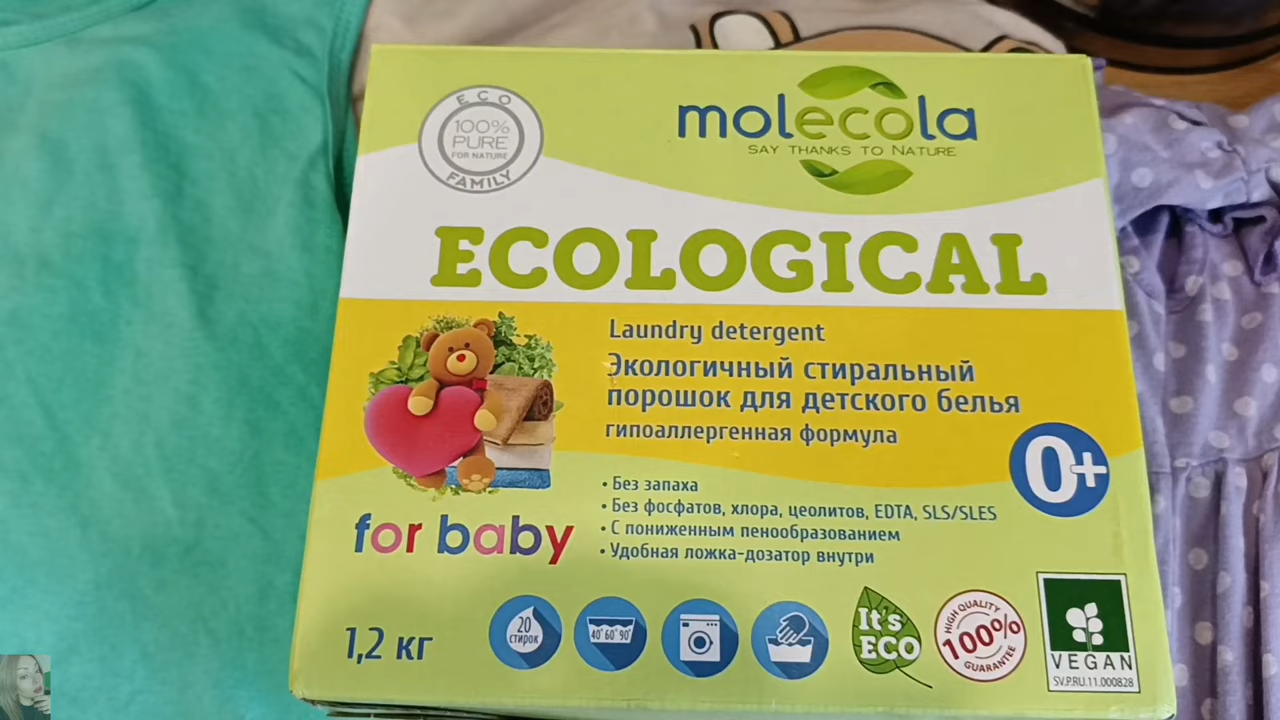 ECO
100%
PURE
FOR NATURE
FAMILY
molecola
SAY THANKS TO NATURE
ECOLOGICAL
Laundry detergent
Экологичный стиральный
порошок для детского белья
гипоаллергенная формула
0+
• Без запаха
• Без фосфатов, хлора, цеолитов, EDTA, SLS/SLES
• С пониженным пенообразованием
• Удобная ложка-дозатор внутри
for baby
1,2 кг
20
СТИРОК
40° 60° 90°
It's
ECO
HIGH QUALITY
100%
GUARANTEE
VEGAN
SV.P.RU.11.000828